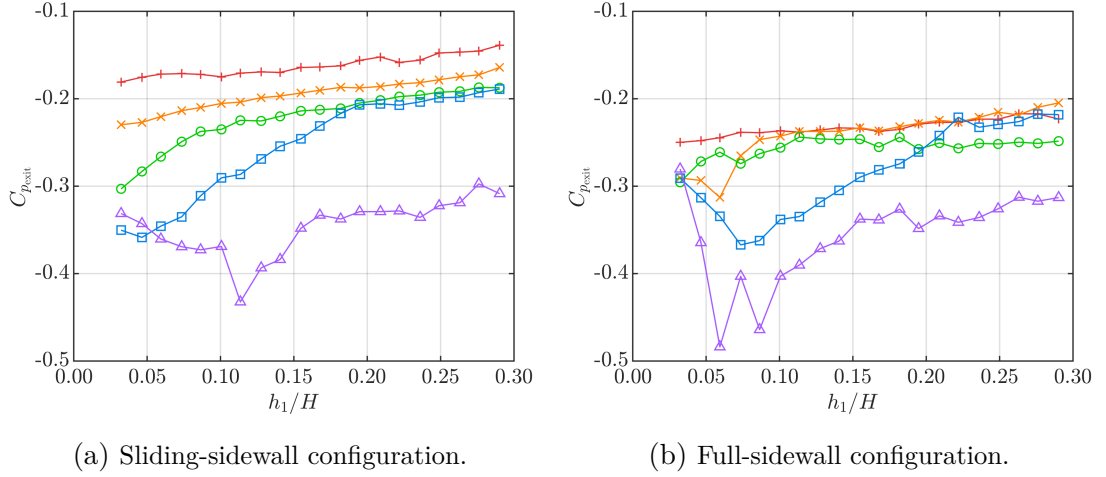 -0.1
-0.2
-0.3
-0.4
-0.5
C_{p_{exit}}
0.00 0.05 0.10 0.15 0.20 0.25 0.30
h_1/H
(a) Sliding-sidewall configuration.
-0.1
-0.2
-0.3
-0.4
-0.5
C_{p_{exit}}
0.00 0.05 0.10 0.15 0.20 0.25 0.30
h_1/H
(b) Full-sidewall configuration.